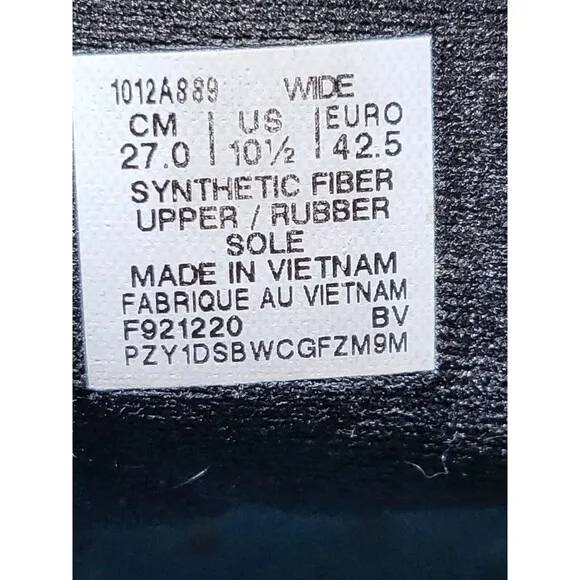 1012A889 WIDE
CM | US | EURO
27.0 | 10½ | 42.5
SYNTHETIC FIBER
UPPER / RUBBER
SOLE
MADE IN VIETNAM
FABRIQUE AU VIETNAM
F921220 BV
PZY1DSBWCGFZM9M